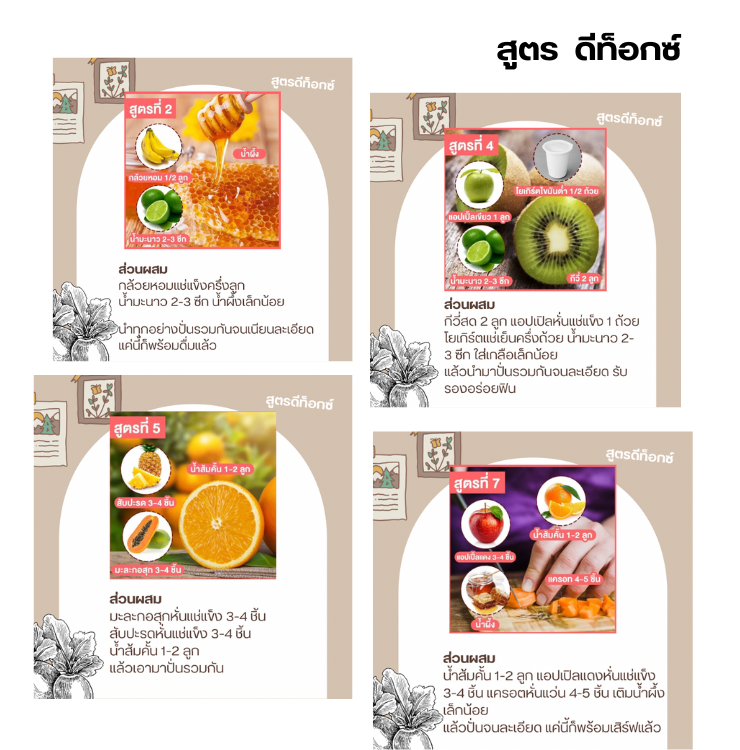 สูตร ดีท็อกซ์
สูตรดีท็อกซ์
สูตรที่ 2
น้ำผึ้ง
กล้วยหอม 1/2 ลูก
น้ำมะนาว 2-3 ซีก
ส่วนผสม
กล้วยหอมแช่แข็งครึ่งลูก
น้ำมะนาว 2-3 ซีก น้ำผึ้งเล็กน้อย
นำทุกอย่างปั่นรวมกันจนเนียนละเอียด
แค่นี้ก็พร้อมดื่มแล้ว
สูตรดีท็อกซ์
สูตรที่ 4
โยเกิร์ตไขมันต่ำ 1/2 ถ้วย
แอปเปิ้ลเขียว 1 ลูก
น้ำมะนาว 2-3 ซีก
กีวี่ 2 ลูก
ส่วนผสม
กีวี่สด 2 ลูก แอปเปิลหั่นแช่แข็ง 1 ถ้วย
โยเกิร์ตแช่เย็นครึ่งถ้วย น้ำมะนาว 2-
3 ซีก ใส่เกลือเล็กน้อย
แล้วนำมาปั่นรวมกันจนละเอียด รับ
รองอร่อยฟิน
สูตรดีท็อกซ์
สูตรที่ 5
น้ำส้มคั้น 1-2 ลูก
สับปะรด 3-4 ชิ้น
มะละกอสุก 3-4 ชิ้น
ส่วนผสม
มะละกอสุกหั่นแช่แข็ง 3-4 ชิ้น
สับปะรดหั่นแช่แข็ง 3-4 ชิ้น
น้ำส้มคั้น 1-2 ลูก
แล้วเอามาปั่นรวมกัน
สูตรดีท็อกซ์
สูตรที่ 7
น้ำส้มคั้น 1-2 ลูก
แอปเปิ้ลแดง 3-4 ชิ้น
แครอท 4-5 ชิ้น
น้ำผึ้ง
ส่วนผสม
น้ำส้มคั้น 1-2 ลูก แอปเปิลแดงหั่นแช่แข็ง
3-4 ชิ้น แครอตหั่นแว่น 4-5 ชิ้น เติมน้ำผึ้ง
เล็กน้อย
แล้วปั่นจนละเอียด แค่นี้ก็พร้อมเสิร์ฟแล้ว